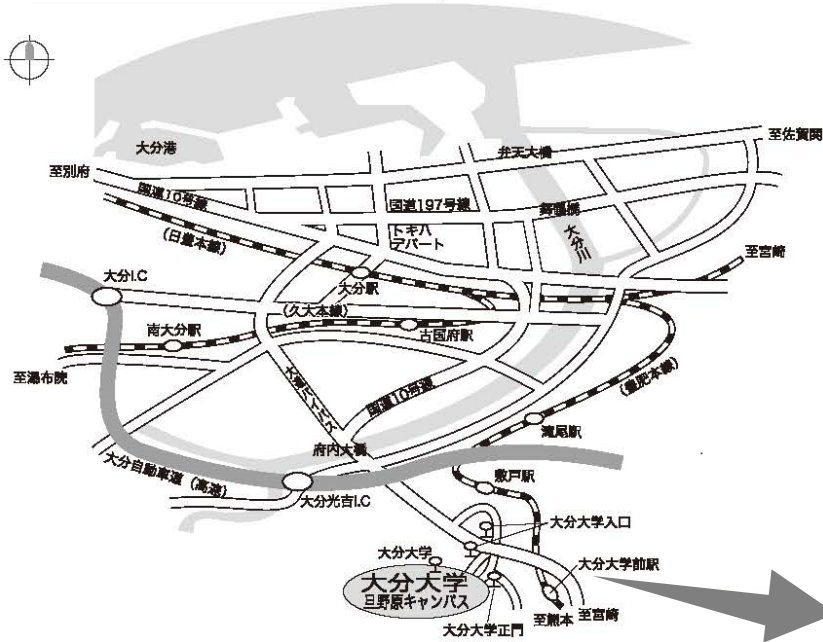 至佐賀関
大分港
弁天大橋
至別府
国道10号線
国道197号線
舞鶴橋
トキハ
デパート
(日豊本線)
大分川
至宮崎
大分I.C
大分駅
(久大本線)
南大分駅
古国府駅
至湯布院
大南バイパス
国道10号線
(豊肥本線)
滝尾駅
府内大橋
大分自動車道(高速)
敷戸駅
大分光吉I.C
大分大学入口
大分大学
大分大学前駅
大分大学
旦野原キャンパス
至熊本
至宮崎
大分大学正門